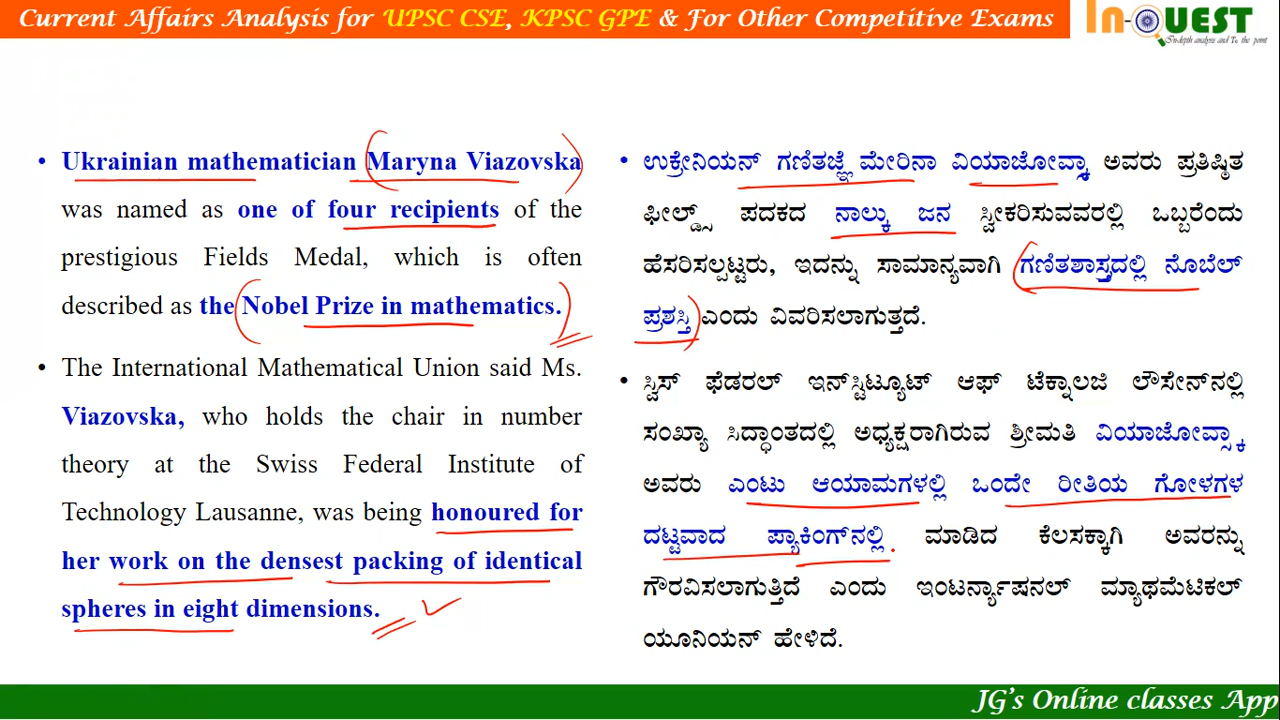 Current Affairs Analysis for UPSC CSE, KPSC GPE & For Other Competitive Exams
In-QUEST
In-depth analysis and To the point
• Ukrainian mathematician Maryna Viazovska
was named as one of four recipients of the
prestigious Fields Medal, which is often
described as the Nobel Prize in mathematics.
• The International Mathematical Union said Ms.
Viazovska, who holds the chair in number
theory at the Swiss Federal Institute of
Technology Lausanne, was being honoured for
her work on the densest packing of identical
spheres in eight dimensions.
• ಉಕ್ರೇನಿಯನ್ ಗಣಿತಜ್ಞೆ ಮೇರಿನಾ ವಿಯಾಜೋವ್ಸ್ಕಾ ಅವರು ಪ್ರತಿಷ್ಠಿತ
ಫೀಲ್ಡ್ಸ್ ಪದಕದ ನಾಲ್ಕು ಜನ ಸ್ವೀಕರಿಸುವವರಲ್ಲಿ ಒಬ್ಬರೆಂದು
ಹೆಸರಿಸಲ್ಪಟ್ಟರು, ಇದನ್ನು ಸಾಮಾನ್ಯವಾಗಿ ಗಣಿತಶಾಸ್ತ್ರದಲ್ಲಿ ನೊಬೆಲ್
ಪ್ರಶಸ್ತಿ ಎಂದು ವಿವರಿಸಲಾಗುತ್ತದೆ.
• ಸ್ವಿಸ್ ಫೆಡರಲ್ ಇನ್‌ಸ್ಟಿಟ್ಯೂಟ್ ಆಫ್ ಟೆಕ್ನಾಲಜಿ ಲೌಸೇನ್‌ನಲ್ಲಿ
ಸಂಖ್ಯಾ ಸಿದ್ಧಾಂತದಲ್ಲಿ ಅಧ್ಯಕ್ಷರಾಗಿರುವ ಶ್ರೀಮತಿ ವಿಯಾಜೋವ್ಸ್ಕಾ
ಅವರು ಎಂಟು ಆಯಾಮಗಳಲ್ಲಿ ಒಂದೇ ರೀತಿಯ ಗೋಳಗಳ
ದಟ್ಟವಾದ ಪ್ಯಾಕಿಂಗ್‌ನಲ್ಲಿ ಮಾಡಿದ ಕೆಲಸಕ್ಕಾಗಿ ಅವರನ್ನು
ಗೌರವಿಸಲಾಗುತ್ತಿದೆ ಎಂದು ಇಂಟರ್ನ್ಯಾಷನಲ್ ಮ್ಯಾಥಮೆಟಿಕಲ್
ಯೂನಿಯನ್ ಹೇಳಿದೆ.
JG's Online classes App